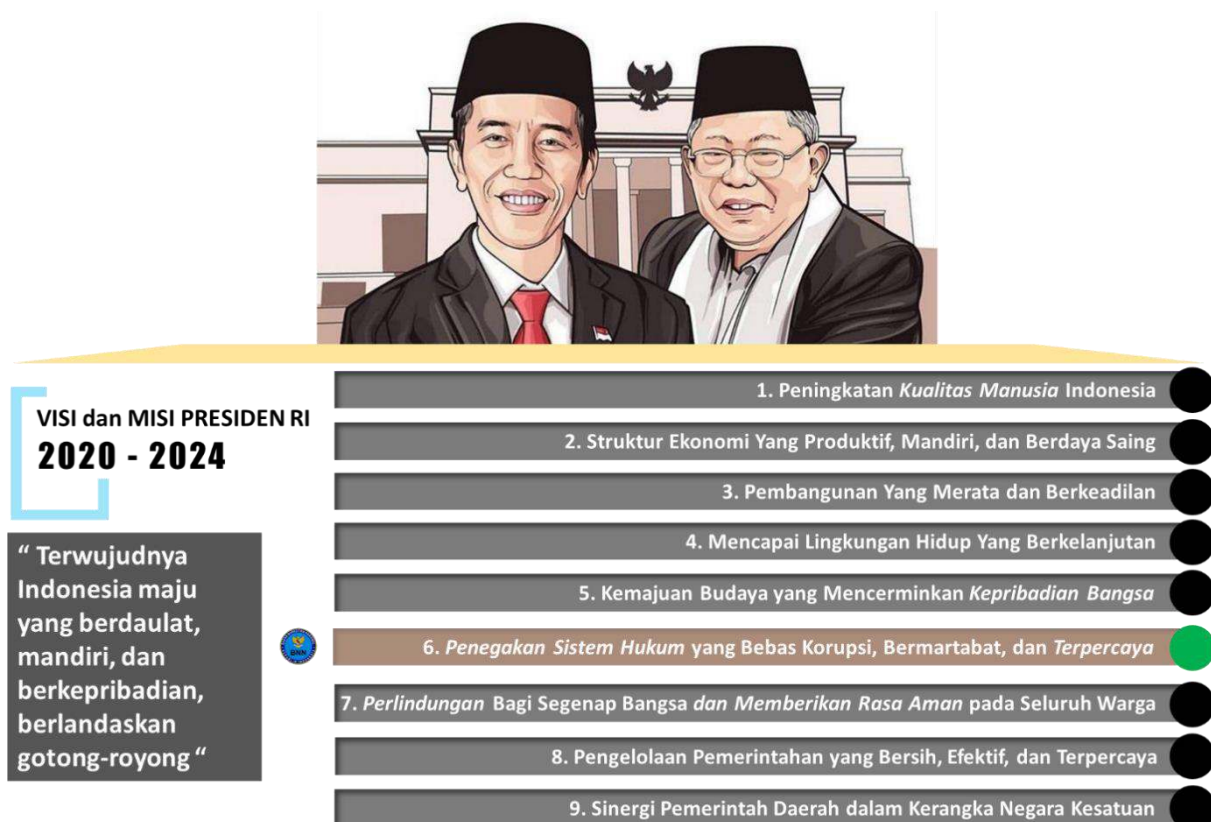 VISI dan MISI PRESIDEN RI
2020 - 2024
“ Terwujudnya
Indonesia maju
yang berdaulat,
mandiri, dan
berkepribadian,
berlandaskan
gotong-royong “
1. Peningkatan Kualitas Manusia Indonesia
2. Struktur Ekonomi Yang Produktif, Mandiri, dan Berdaya Saing
3. Pembangunan Yang Merata dan Berkeadilan
4. Mencapai Lingkungan Hidup Yang Berkelanjutan
5. Kemajuan Budaya yang Mencerminkan Kepribadian Bangsa
BNN
6. Penegakan Sistem Hukum yang Bebas Korupsi, Bermartabat, dan Terpercaya
7. Perlindungan Bagi Segenap Bangsa dan Memberikan Rasa Aman pada Seluruh Warga
8. Pengelolaan Pemerintahan yang Bersih, Efektif, dan Terpercaya
9. Sinergi Pemerintah Daerah dalam Kerangka Negara Kesatuan